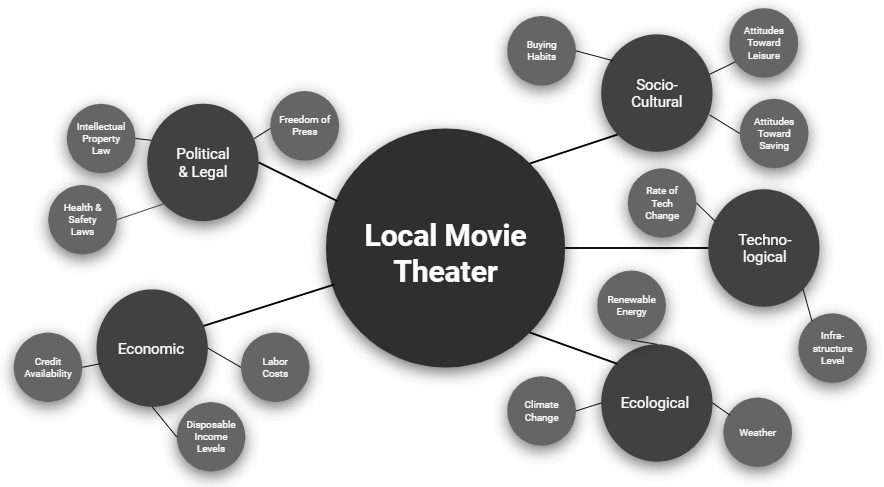 Local Movie
Theater
Political
& Legal
Intellectual
Property
Law
Freedom of
Press
Health &
Safety
Laws
Economic
Credit
Availability
Labor
Costs
Disposable
Income
Levels
Socio-
Cultural
Buying
Habits
Attitudes
Toward
Leisure
Attitudes
Toward
Saving
Techno-
logical
Rate of
Tech
Change
Infra-
structure
Level
Ecological
Renewable
Energy
Climate
Change
Weather